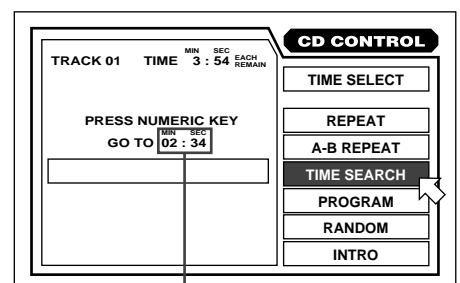 CD CONTROL
MIN SEC
TRACK 01 TIME 3 : 54 EACH REMAIN
TIME SELECT
PRESS NUMERIC KEY
MIN SEC
GO TO 02 : 34
REPEAT
A-B REPEAT
TIME SEARCH
PROGRAM
RANDOM
INTRO